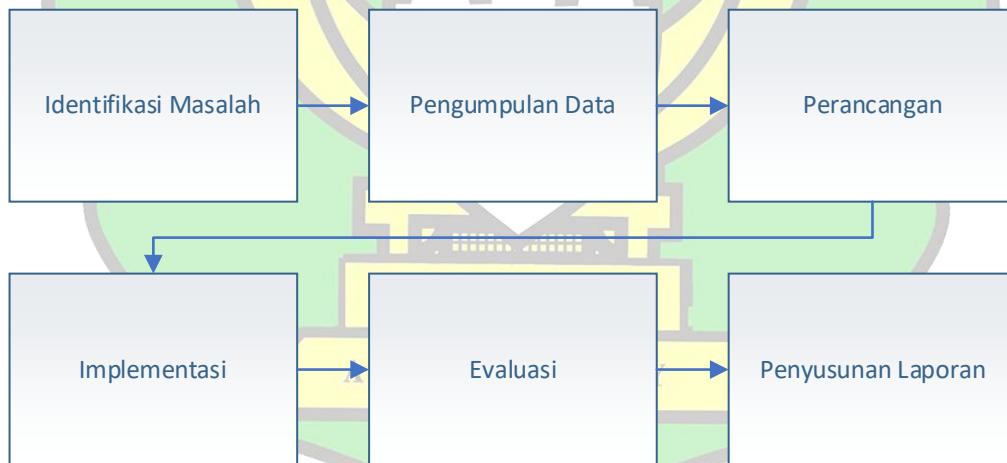 Identifikasi Masalah
Pengumpulan Data
Perancangan
Implementasi
Evaluasi
Penyusunan Laporan